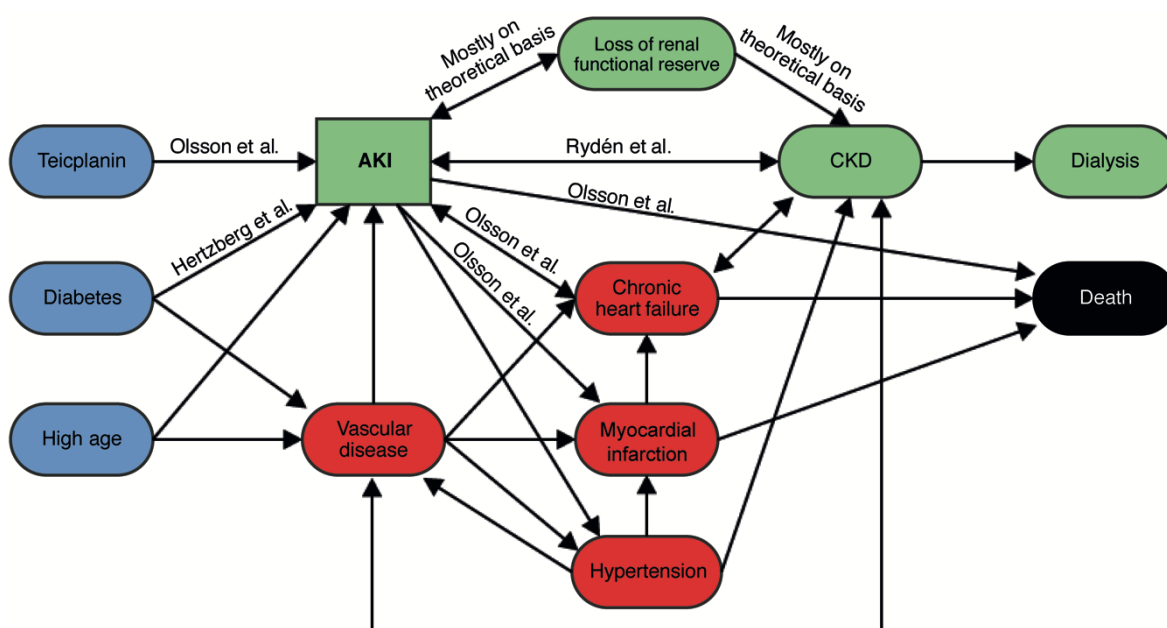 Mostly on
theoretical basis
Loss of renal
functional reserve
Mostly on
theoretical basis
Teicplanin
Olsson et al.
AKI
Rydén et al.
CKD
Dialysis
Olsson et al.
Hertzberg et al.
Olsson et al.
Olsson et al.
Diabetes
Chronic
heart failure
Death
High age
Vascular
disease
Myocardial
infarction
Hypertension